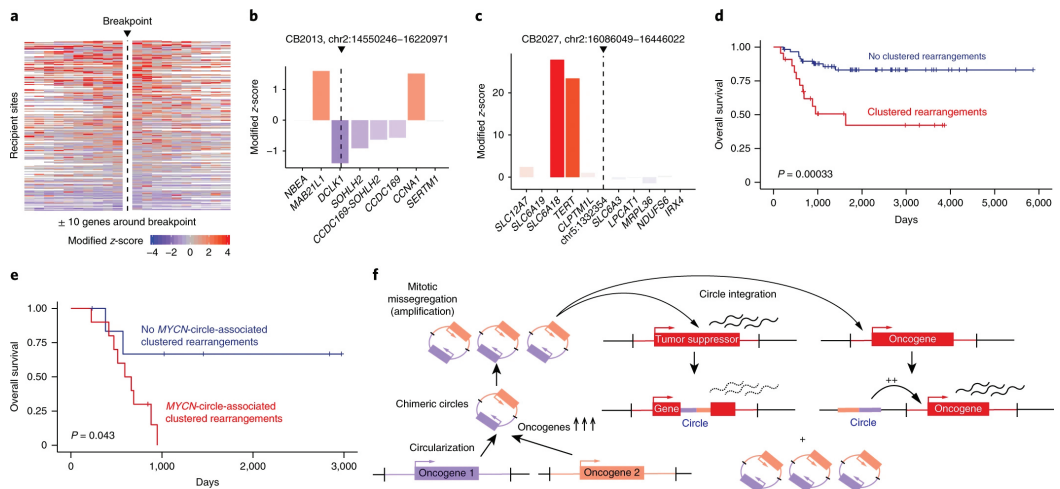 a
Breakpoint
Recipient sites
± 10 genes around breakpoint
Modified z-score
−4 −2 0 2 4
b
CB2013, chr2:14550246–16220971
Modified z-score
1
0
−1
NBEA
MAB21L1
DCLK1
SOHLH2
CCDC169-SOHLH2
CCDC169
CCNA1
SERTM1
c
CB2027, chr2:16086049–16446022
Modified z-score
20
10
0
SLC12A7
SLC6A19
SLC6A18
TERT
CLPTM1L
chr5:1332354
SLC6A3
LPCAT1
MRPL36
NDUFS6
IRX4
d
Overall survival
1.00
0.75
0.50
0.25
0
No clustered rearrangements
Clustered rearrangements
P = 0.00033
0 1,000 2,000 3,000 4,000 5,000 6,000
Days
e
Overall survival
1.00
0.75
0.50
0.25
0
No MYCN-circle-associated
clustered rearrangements
MYCN-circle-associated
clustered rearrangements
P = 0.043
0 1,000 2,000 3,000
Days
f
Mitotic
missegregation
(amplification)
Circle integration
Tumor suppressor
Oncogene
Chimeric circles
Oncogenes
Gene
Circle
++
Oncogene
Circle
Circularization
Oncogene 1
Oncogene 2
+